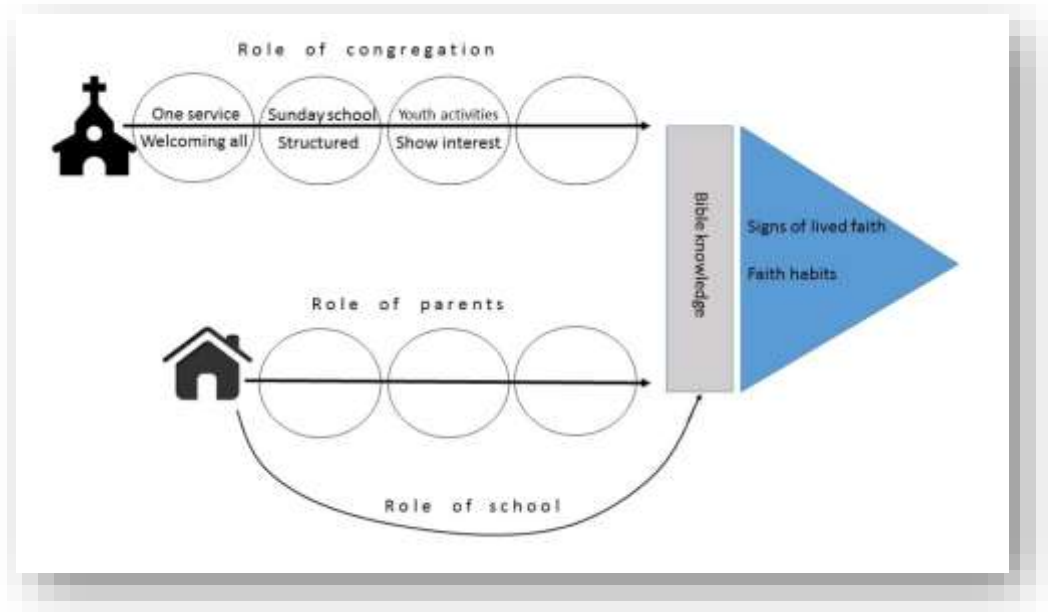 Role of congregation
One service
Welcoming all
Sunday school
Structured
Youth activities
Show interest
Bible knowledge
Signs of lived faith
Faith habits
Role of parents
Role of school